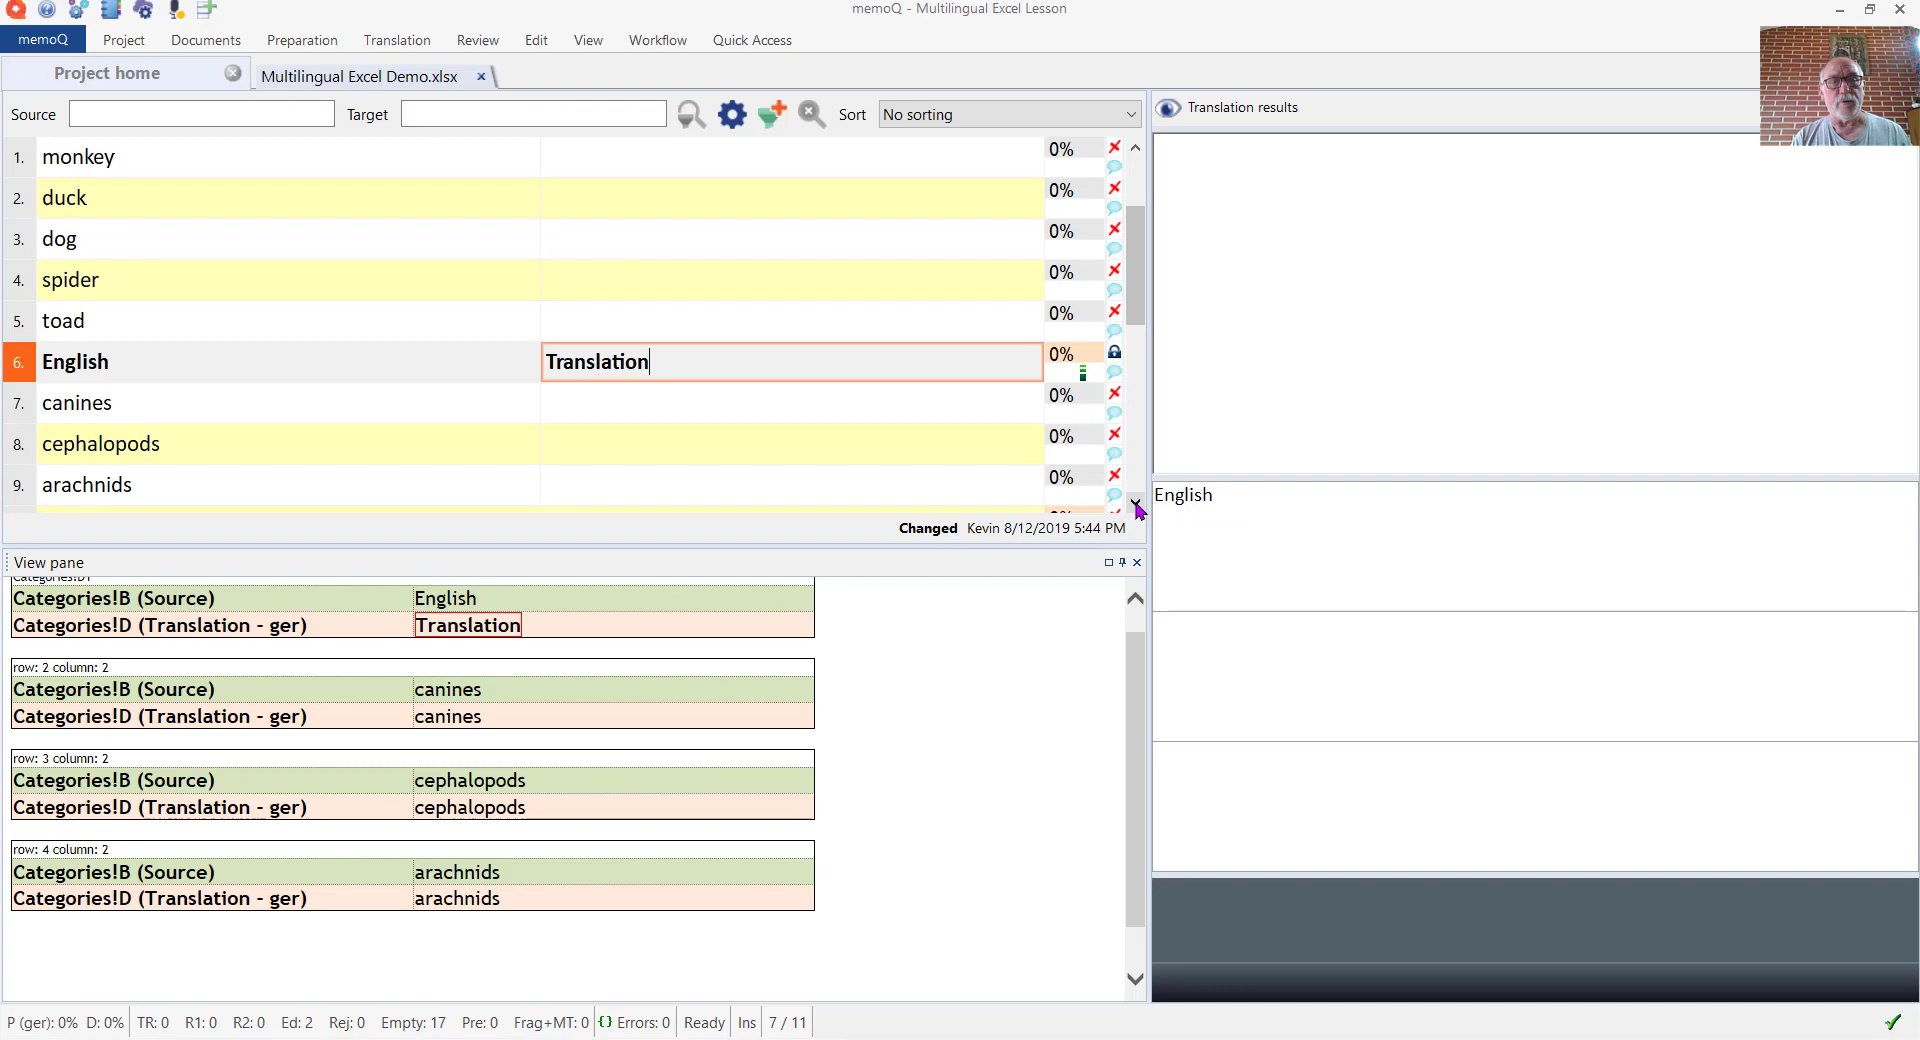 memoQ - Multilingual Excel Lesson
memoQ Project Documents Preparation Translation Review Edit View Workflow Quick Access
Project home Multilingual Excel Demo.xlsx
Source Target Sort No sorting
Translation results
1. monkey 0%
2. duck 0%
3. dog 0%
4. spider 0%
5. toad 0%
6. English Translation 0%
7. canines 0%
8. cephalopods 0%
9. arachnids 0%
Changed Kevin 8/12/2019 5:44 PM
English
View pane
Categories!D1
Categories!B (Source) English
Categories!D (Translation - ger) Translation
row: 2 column: 2
Categories!B (Source) canines
Categories!D (Translation - ger) canines
row: 3 column: 2
Categories!B (Source) cephalopods
Categories!D (Translation - ger) cephalopods
row: 4 column: 2
Categories!B (Source) arachnids
Categories!D (Translation - ger) arachnids
P (ger): 0% D: 0% TR: 0 R1: 0 R2: 0 Ed: 2 Rej: 0 Empty: 17 Pre: 0 Frag+MT: 0 Errors: 0 Ready Ins 7 / 11